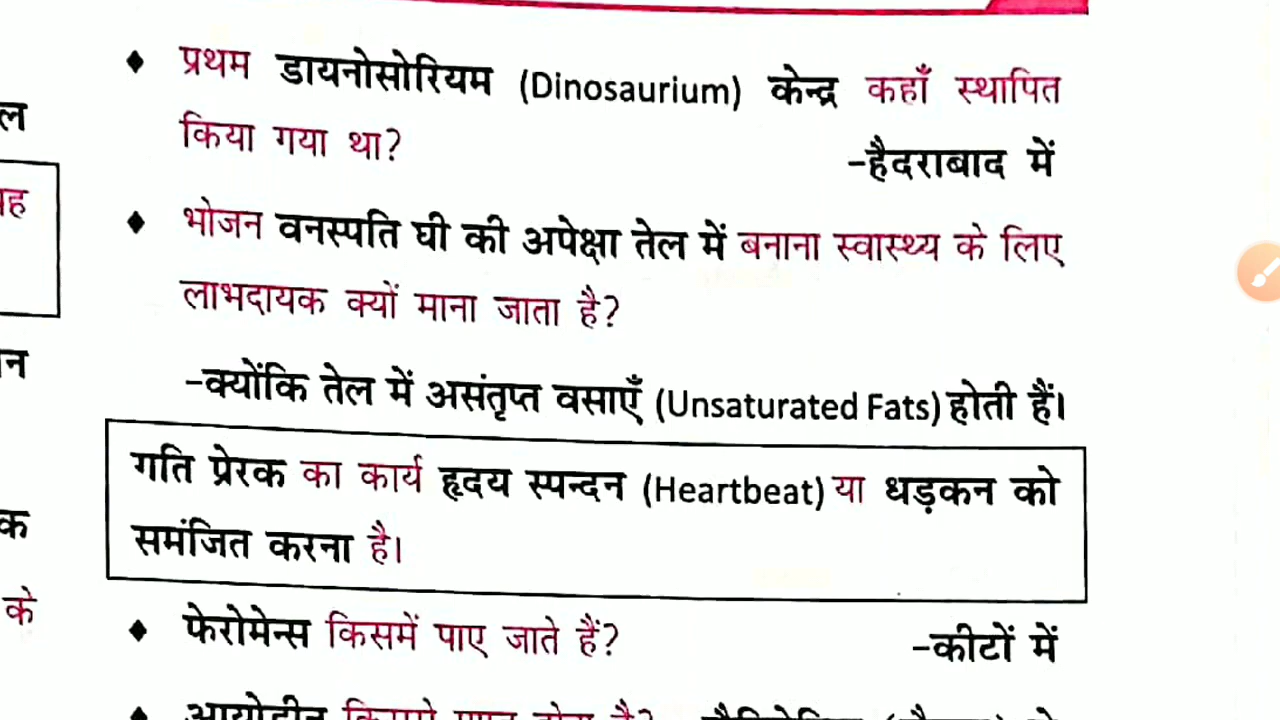 ♦ प्रथम डायनोसोरियम (Dinosaurium) केन्द्र कहाँ स्थापित
किया गया था?
-हैदराबाद में
♦ भोजन वनस्पति घी की अपेक्षा तेल में बनाना स्वास्थ्य के लिए
लाभदायक क्यों माना जाता है?
-क्योंकि तेल में असंतृप्त वसाएँ (Unsaturated Fats) होती हैं।
गति प्रेरक का कार्य हृदय स्पन्दन (Heartbeat) या धड़कन को
समंजित करना है।
♦ फेरोमेन्स किसमें पाए जाते हैं? -कीटों में
के